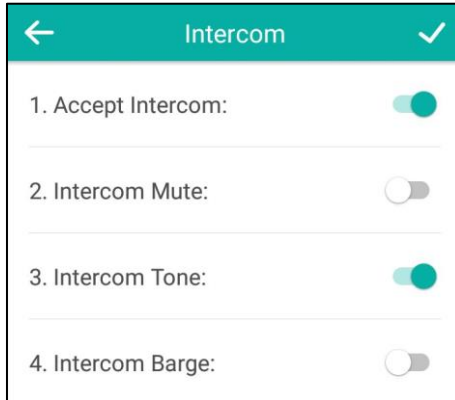 Intercom
1. Accept Intercom:
2. Intercom Mute:
3. Intercom Tone:
4. Intercom Barge: